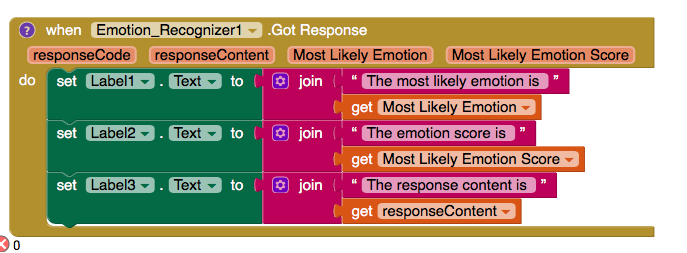 ? when Emotion_Recognizer1 .Got Response
responseCode responseContent Most Likely Emotion Most Likely Emotion Score
do set Label1 . Text to join “ The most likely emotion is ”
get Most Likely Emotion
set Label2 . Text to join “ The emotion score is ”
get Most Likely Emotion Score
set Label3 . Text to join “ The response content is ”
get responseContent
0